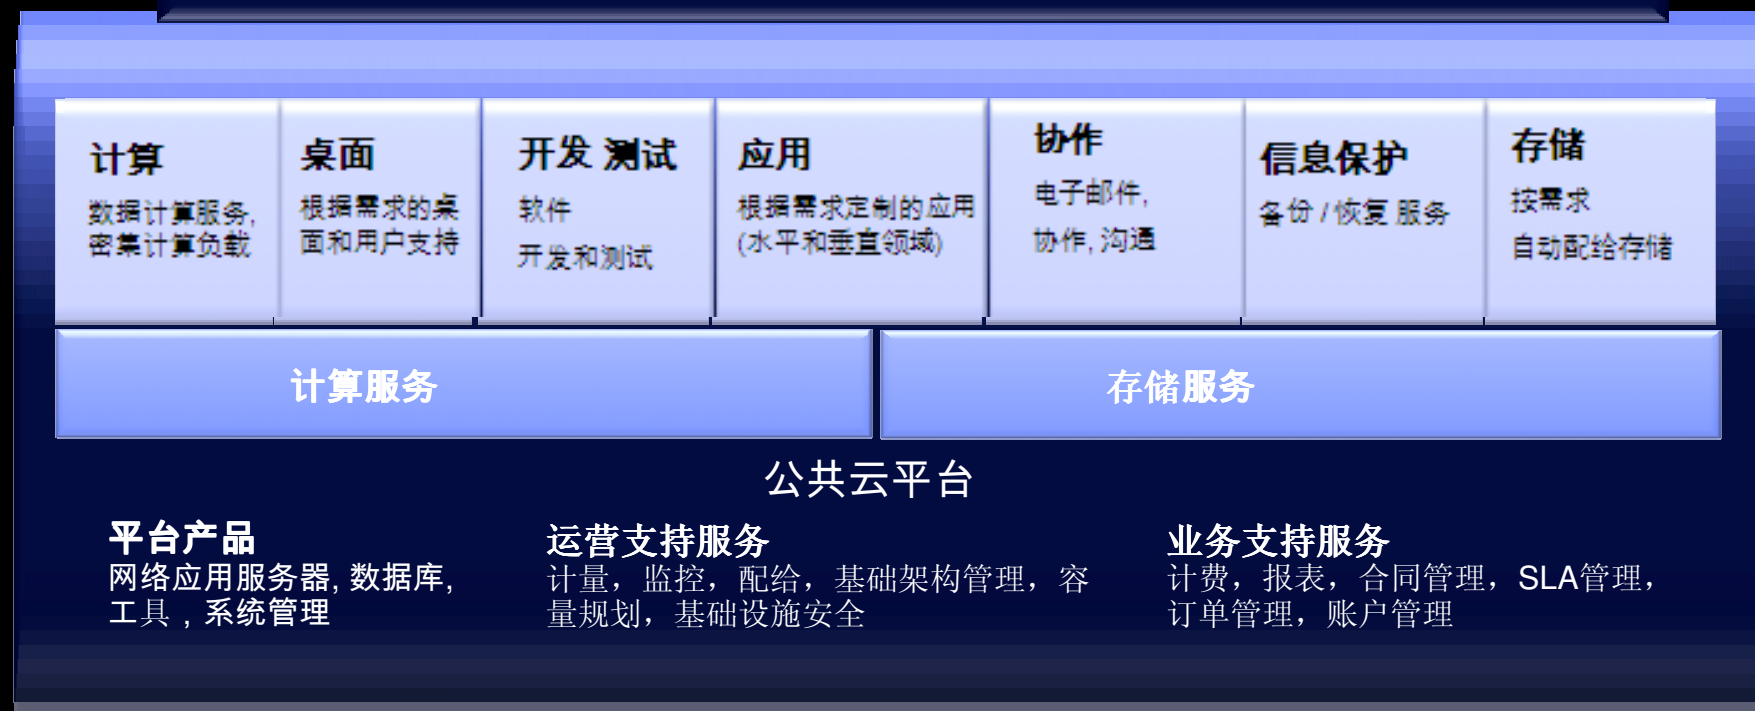 计算
数据计算服务,
密集计算负载
桌面
根据需求的桌
面和用户支持
开发 测试
软件
开发和测试
应用
根据需求定制的应用
(水平和垂直领域)
协作
电子邮件,
协作, 沟通
信息保护
备份 / 恢复 服务
存储
按需求
自动配给存储
计算服务
存储服务
公共云平台
平台产品
网络应用服务器, 数据库,
工具 , 系统管理
运营支持服务
计量，监控，配给，基础架构管理，容
量规划，基础设施安全
业务支持服务
计费，报表，合同管理，SLA管理，
订单管理，账户管理